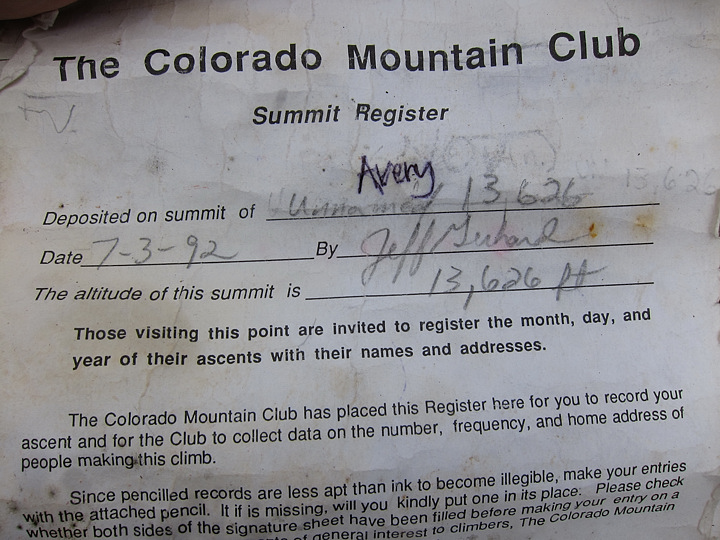 The Colorado Mountain Club
Summit Register
Avery
Deposited on summit of Unnamed 13,626
Date 7-3-92 By Jeff
The altitude of this summit is 13,626 ft
Those visiting this point are invited to register the month, day, and
year of their ascents with their names and addresses.
The Colorado Mountain Club has placed this Register here for you to record your
ascent and for the Club to collect data on the number, frequency, and home address of
people making this climb.
Since pencilled records are less apt than ink to become illegible, make your entries
with the attached pencil. It if is missing, will you kindly put one in its place. Please check
whether both sides of the signature sheet have been filled before making your entry on a
of general interest to climbers, The Colorado Mountain